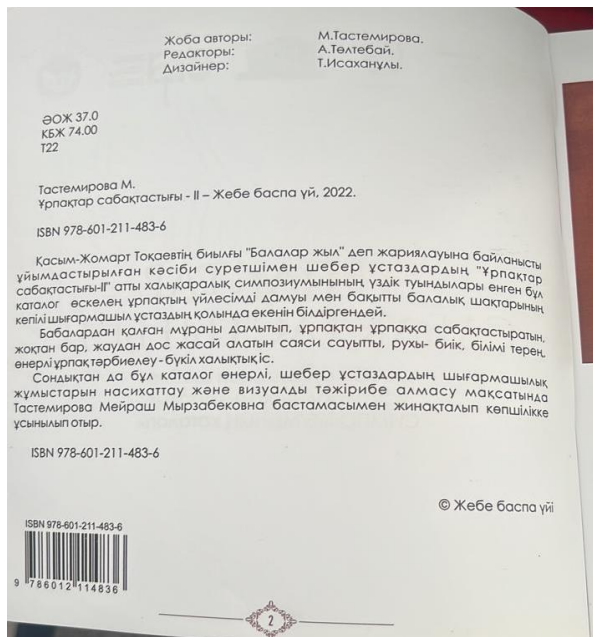 Жоба авторы: М.Тастемирова.
Редакторы: А.Төлтебай.
Дизайнер: Т.Исаханұлы.
ӘОЖ 37.0
КБЖ 74.00
Т22
Тастемирова М.
Ұрпақтар сабақтастығы - II – Жебе баспа үй, 2022.
ISBN 978-601-211-483-6
Қасым-Жомарт Тоқаевтің биылғы "Балалар жыл" деп жариялауына байланысты
ұйымдастырылған кәсіби суретшімен шебер ұстаздардың "Ұрпақтар
сабақтастығы-II" атты халықаралық симпозиумынының үздік туындылары енген бұл
каталог өскелең ұрпақтың үйлесімді дамуы мен бақытты балалық шақтарының
кепілі шығармашыл ұстаздың қолында екенін білдіргендей.
Бабалардан қалған мұраны дамытып, ұрпақтан ұрпаққа сабақтастыратын,
жоқтан бар, жаудан дос жасай алатын саяси сауытты, рухы- биік, білімі терең,
өнерлі ұрпақ тәрбиелеу - бүкіл халықтық іс.
Сондықтан да бұл каталог өнерлі, шебер ұстаздардың шығармашылық
жұмыстарын насихаттау және визуалды тәжірибе алмасу мақсатында
Тастемирова Мейраш Мырзабековна бастамасымен жинақталып көпшілікке
ұсынылып отыр.
ISBN 978-601-211-483-6
© Жебе баспа үйі
ISBN 978-601-211-483-6
9 786012 114836
2